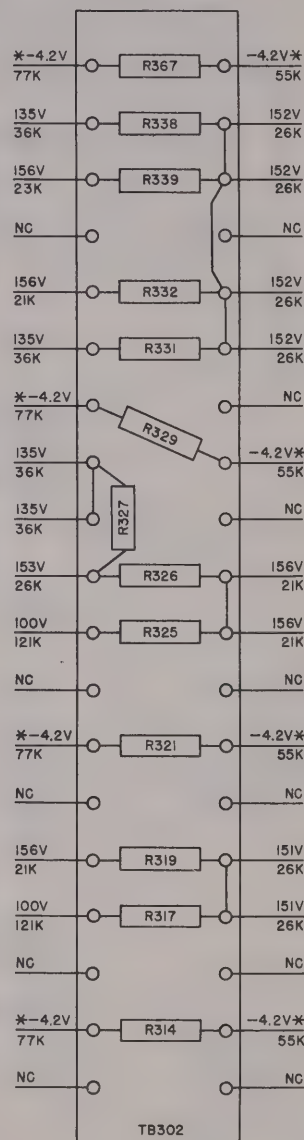 *-4.2V R367 -4.2V*
77K 55K
135V R338 152V
36K 26K
156V R339 152V
23K 26K
NC NC
156V R332 152V
21K 26K
135V R331 152V
36K 26K
*-4.2V NC
77K
R329
135V -4.2V*
36K 55K
R327
135V NC
36K
153V R326 156V
26K 21K
100V R325 156V
121K 21K
NC NC
*-4.2V R321 -4.2V*
77K 55K
NC NC
156V R319 151V
21K 26K
100V R317 151V
121K 26K
NC NC
*-4.2V R314 -4.2V*
77K 55K
NC NC
TB302